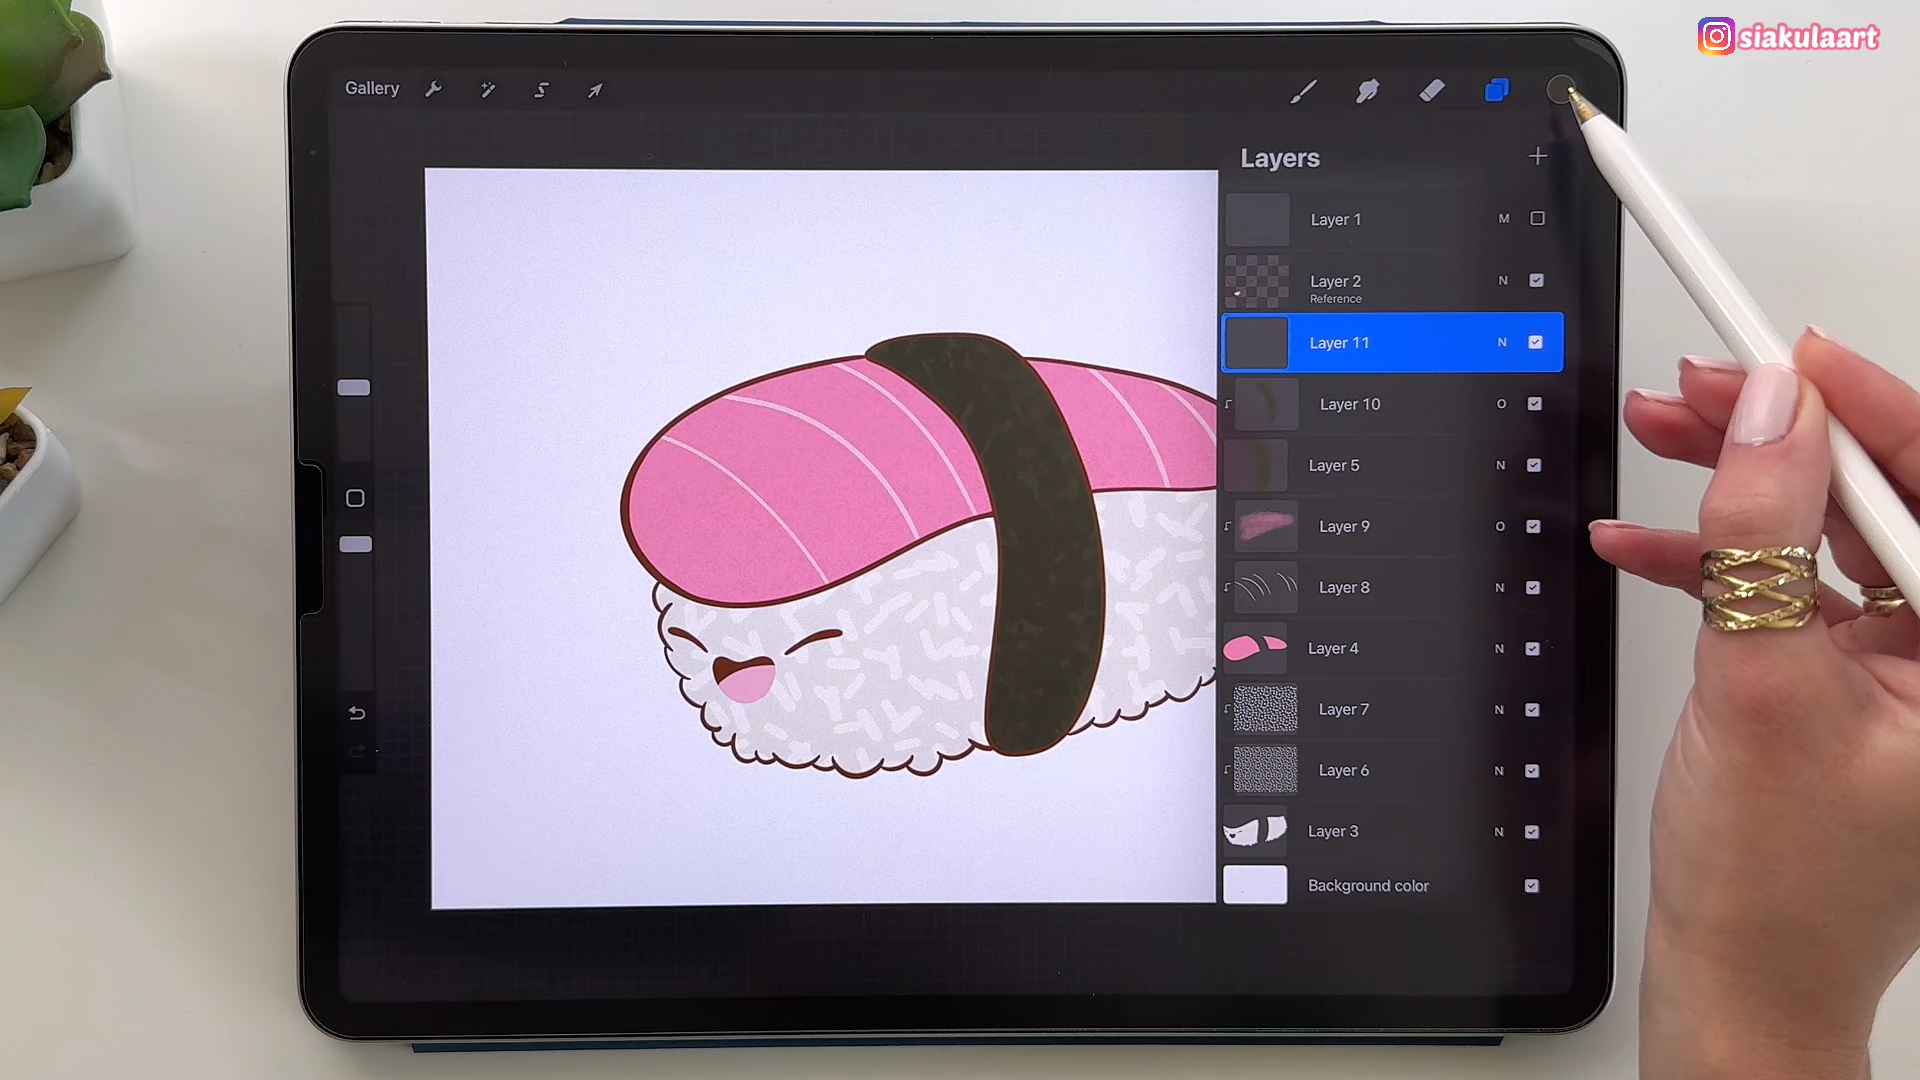 siakulaart
Gallery
Layers
Layer 1 M
Layer 2 N
Reference
Layer 11 N
Layer 10 O
Layer 5 N
Layer 9 O
Layer 8 N
Layer 4 N
Layer 7 N
Layer 6 N
Layer 3 N
Background color